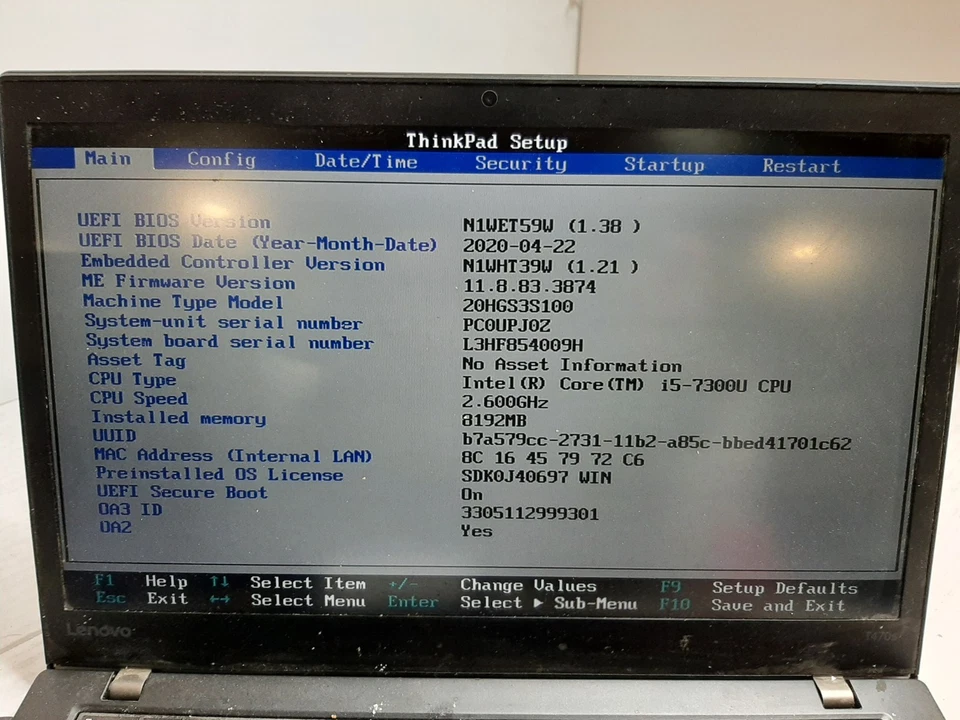 ThinkPad Setup
Main Config Date/Time Security Startup Restart
UEFI BIOS Version N1WET59W (1.38 )
UEFI BIOS Date (Year-Month-Date) 2020-04-22
Embedded Controller Version N1WHT39W (1.21 )
ME Firmware Version 11.8.83.3874
Machine Type Model 20HGS3S100
System-unit serial number PC0UPJ0Z
System board serial number L3HF854009H
Asset Tag No Asset Information
CPU Type Intel(R) Core(TM) i5-7300U CPU
CPU Speed 2.600GHz
Installed memory 8192MB
UUID b7a579cc-2731-11b2-a85c-bbed41701c62
MAC Address (Internal LAN) 8C 16 45 79 72 C6
Preinstalled OS License SDK0J40697 WIN
UEFI Secure Boot On
OA3 ID 3305112999301
OA2 Yes
F1 Help ↑↓ Select Item +/- Change Values F9 Setup Defaults
Esc Exit ←→ Select Menu Enter Select ▶ Sub-Menu F10 Save and Exit
Lenovo T470s